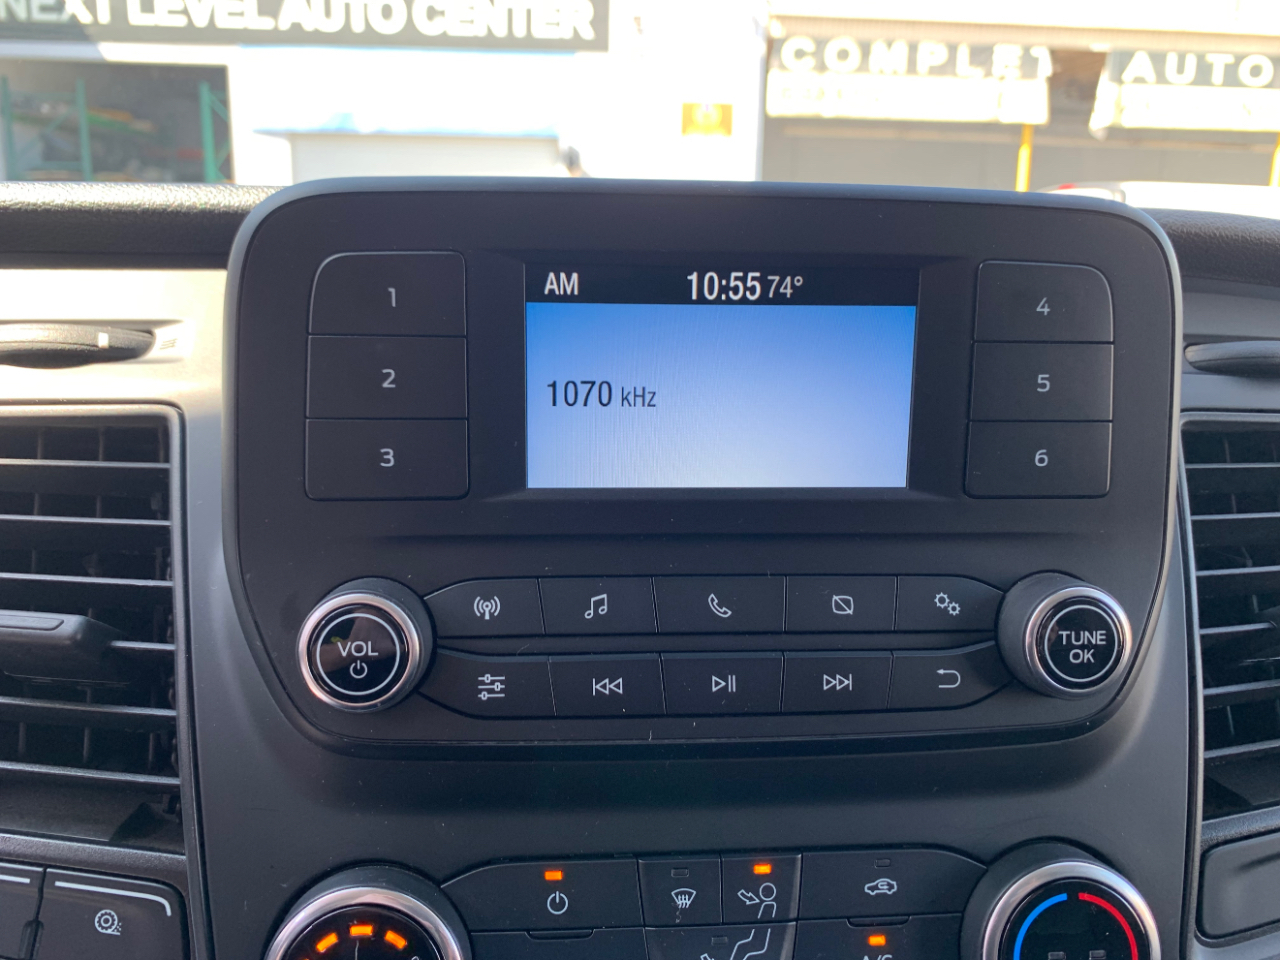 NEXT LEVEL AUTO CENTER
COMPLET
AUTO
AM 10:55 74°
1070 kHz
1
2
3
4
5
6
VOL
TUNE
OK
A/C